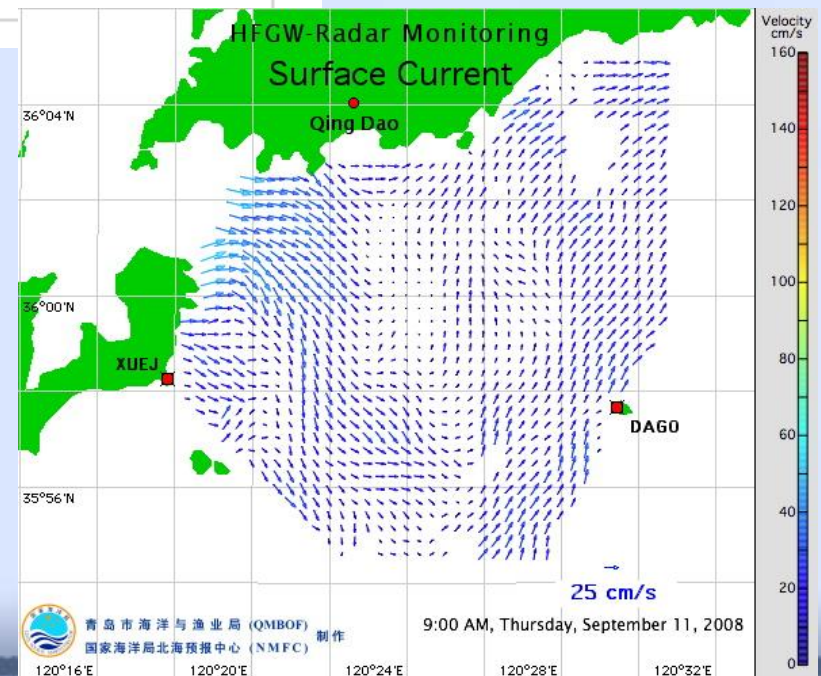 HFGW-Radar Monitoring
Surface Current
Qing Dao
36°04'N
36°00'N
XUEJ
DAGO
35°56'N
25 cm/s
青岛市海洋与渔业局 (QMBOF)
国家海洋局北海预报中心 (NMFC)
制作
9:00 AM, Thursday, September 11, 2008
120°16'E
120°20'E
120°24'E
120°28'E
120°32'E
Velocity
cm/s
160
140
120
100
80
60
40
20
0